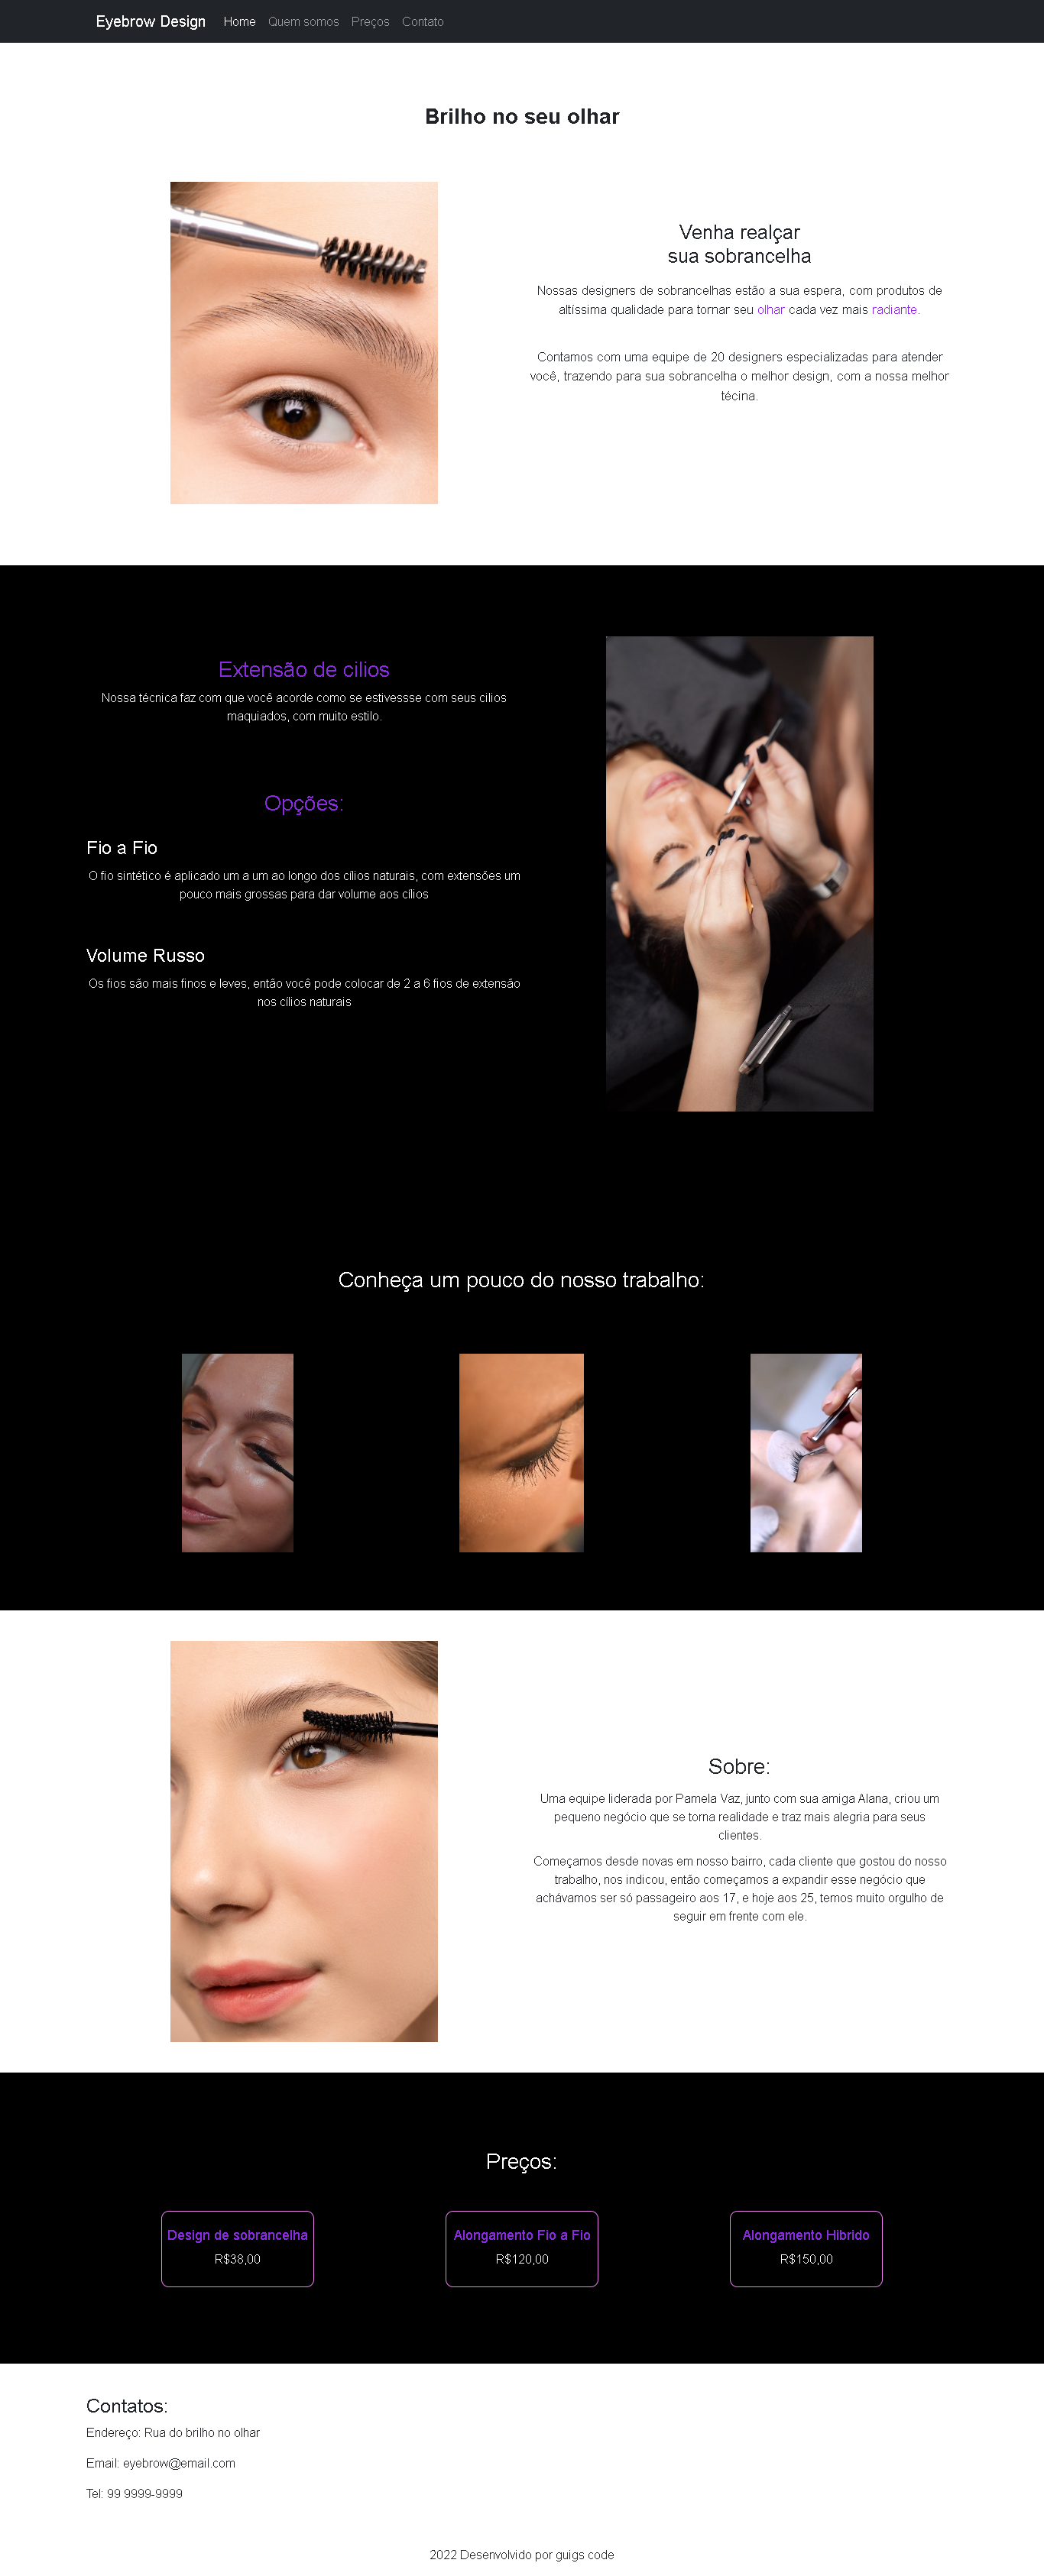 Eyebrow Design Home Quem somos Preços Contato
Brilho no seu olhar
Venha realçar
sua sobrancelha
Nossas designers de sobrancelhas estão a sua espera, com produtos de
altíssima qualidade para tornar seu olhar cada vez mais radiante.
Contamos com uma equipe de 20 designers especializadas para atender
você, trazendo para sua sobrancelha o melhor design, com a nossa melhor
técina.
Extensão de cilios
Nossa técnica faz com que você acorde como se estivessse com seus cilios
maquiados, com muito estilo.
Opções:
Fio a Fio
O fio sintético é aplicado um a um ao longo dos cílios naturais, com extensões um
pouco mais grossas para dar volume aos cílios
Volume Russo
Os fios são mais finos e leves, então você pode colocar de 2 a 6 fios de extensão
nos cílios naturais
Conheça um pouco do nosso trabalho:
Sobre:
Uma equipe liderada por Pamela Vaz, junto com sua amiga Alana, criou um
pequeno negócio que se torna realidade e traz mais alegria para seus
clientes.
Começamos desde novas em nosso bairro, cada cliente que gostou do nosso
trabalho, nos indicou, então começamos a expandir esse negócio que
achávamos ser só passageiro aos 17, e hoje aos 25, temos muito orgulho de
seguir em frente com ele.
Preços:
Design de sobrancelha
R$38,00
Alongamento Fio a Fio
R$120,00
Alongamento Hibrido
R$150,00
Contatos:
Endereço: Rua do brilho no olhar
Email: eyebrow@email.com
Tel: 99 9999-9999
2022 Desenvolvido por guigs code